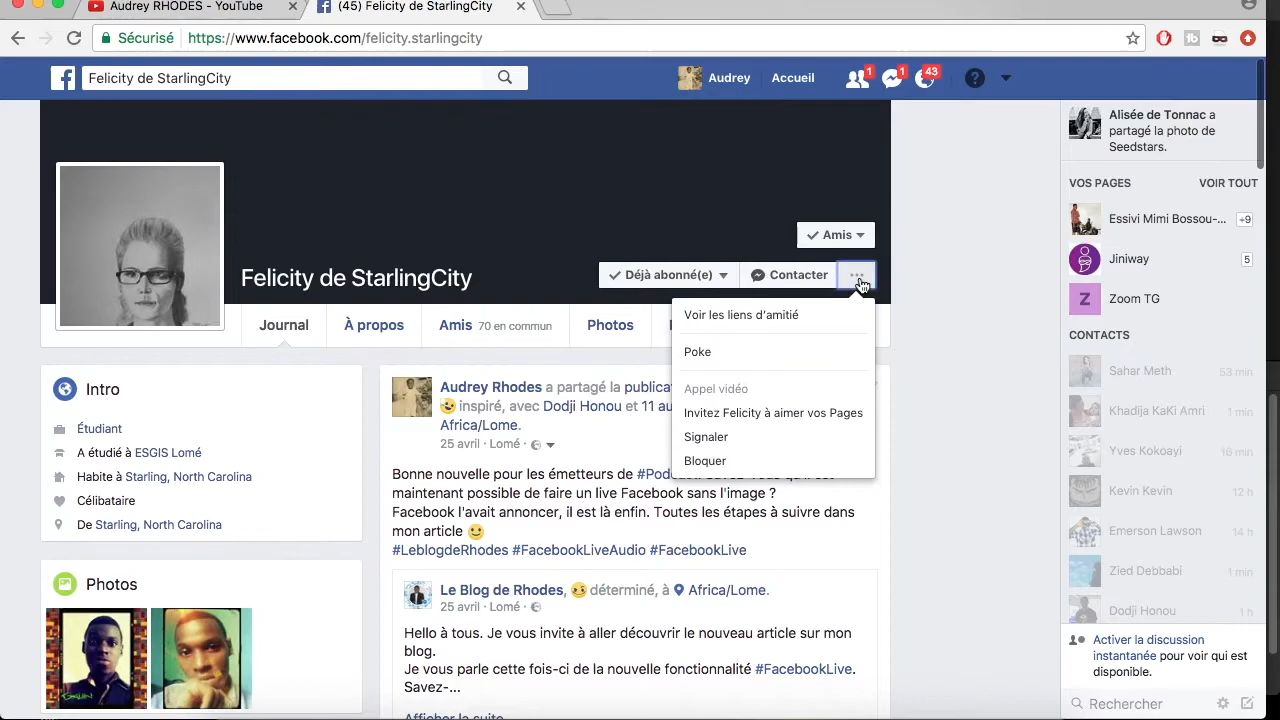 Audrey RHODES - YouTube
(45) Felicity de StarlingCity
Sécurisé
https://www.facebook.com/felicity.starlingcity
Felicity de StarlingCity
Audrey
Accueil
1
1
43
Felicity de StarlingCity
Amis
Déjà abonné(e)
Contacter
Journal
À propos
Amis 70 en commun
Photos
Voir les liens d'amitié
Poke
Appel vidéo
Invitez Felicity à aimer vos Pages
Signaler
Bloquer
Intro
Étudiant
A étudié à ESGIS Lomé
Habite à Starling, North Carolina
Célibataire
De Starling, North Carolina
Photos
Audrey Rhodes a partagé la
inspiré, avec Dodji Honou et
Africa/Lome.
25 avril · Lomé ·
Bonne nouvelle pour les émetteurs de
maintenant possible de faire un live Facebook sans l'image ?
Facebook l'avait annoncer, il est là enfin. Toutes les étapes à suivre dans
mon article
#LeblogdeRhodes #FacebookLiveAudio #FacebookLive
Le Blog de Rhodes, déterminé, à Africa/Lome.
25 avril · Lomé ·
Hello à tous. Je vous invite à aller découvrir le nouveau article sur mon
blog.
Je vous parle cette fois-ci de la nouvelle fonctionnalité #FacebookLive.
Savez-...
Afficher la suite
Alisée de Tonnac a
partagé la photo de
Seedstars.
VOS PAGES
VOIR TOUT
Essivi Mimi Bossou-...
+9
Jiniway
5
Z
Zoom TG
CONTACTS
Sahar Meth
53 min
Khadija KaKi Amri
1 min
Yves Kokoayi
16 min
Kevin Kevin
12 h
Emerson Lawson
14 h
Zied Debbabi
1 min
Dodji Honou
1 h
Activer la discussion
instantanée pour voir qui est
disponible.
Rechercher